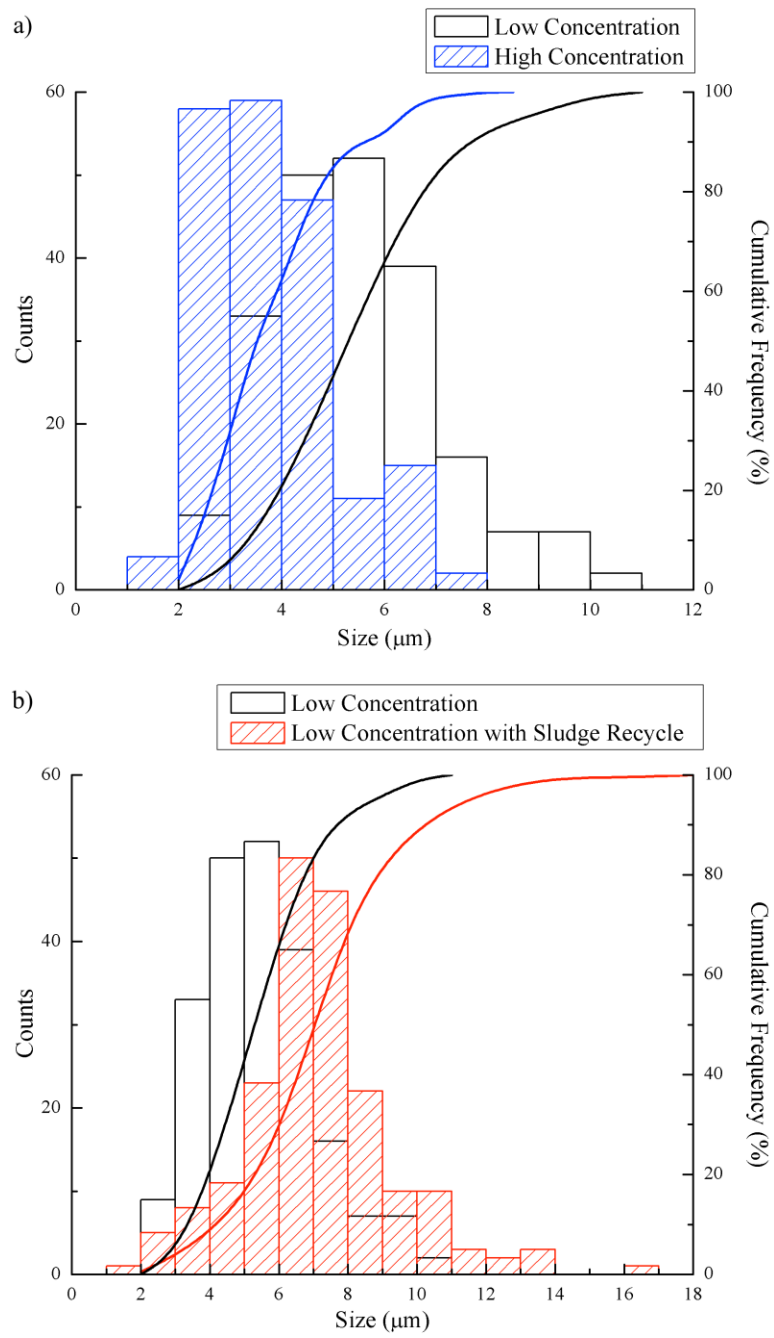 a)
Low Concentration
High Concentration
60
40
20
0
Counts
100
80
60
40
20
0
Cumulative Frequency (%)
0 2 4 6 8 10 12
Size (μm)
b)
Low Concentration
Low Concentration with Sludge Recycle
60
40
20
0
Counts
100
80
60
40
20
0
Cumulative Frequency (%)
0 2 4 6 8 10 12 14 16 18
Size (μm)